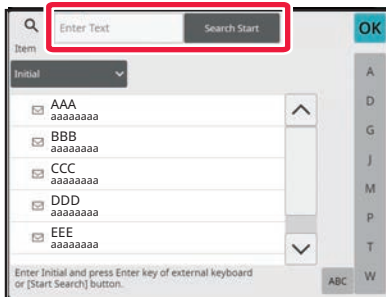 Enter Text Search Start OK
Item
Initial
A
AAA
aaaaaaaa
D
BBB
aaaaaaaa
G
CCC
aaaaaaaa
J
DDD
aaaaaaaa
M
P
EEE
aaaaaaaa
T
Enter Initial and press Enter key of external keyboard
or [Start Search] button.
ABC W